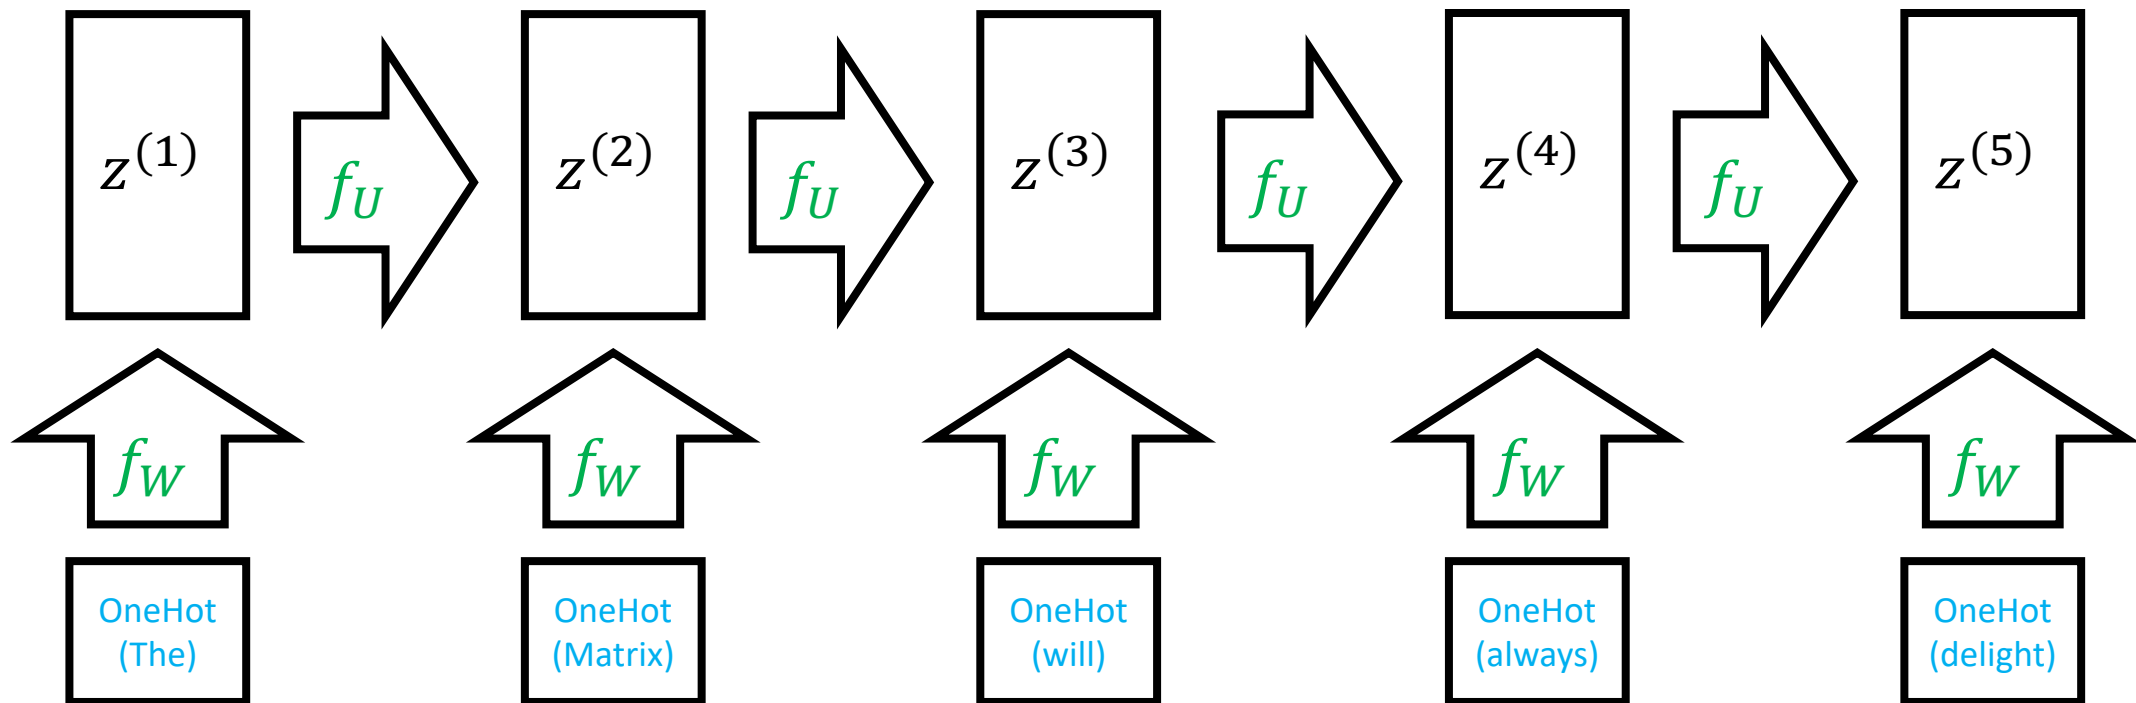 z^(1) f_U z^(2) f_U z^(3) f_U z^(4) f_U z^(5)
f_W f_W f_W f_W f_W
OneHot OneHot OneHot OneHot OneHot
(The) (Matrix) (will) (always) (delight)